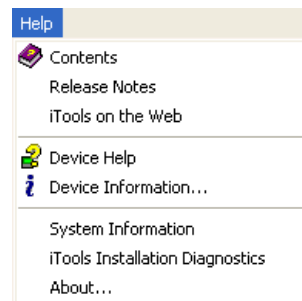 Help
Contents
Release Notes
iTools on the Web
Device Help
Device Information...
System Information
iTools Installation Diagnostics
About...